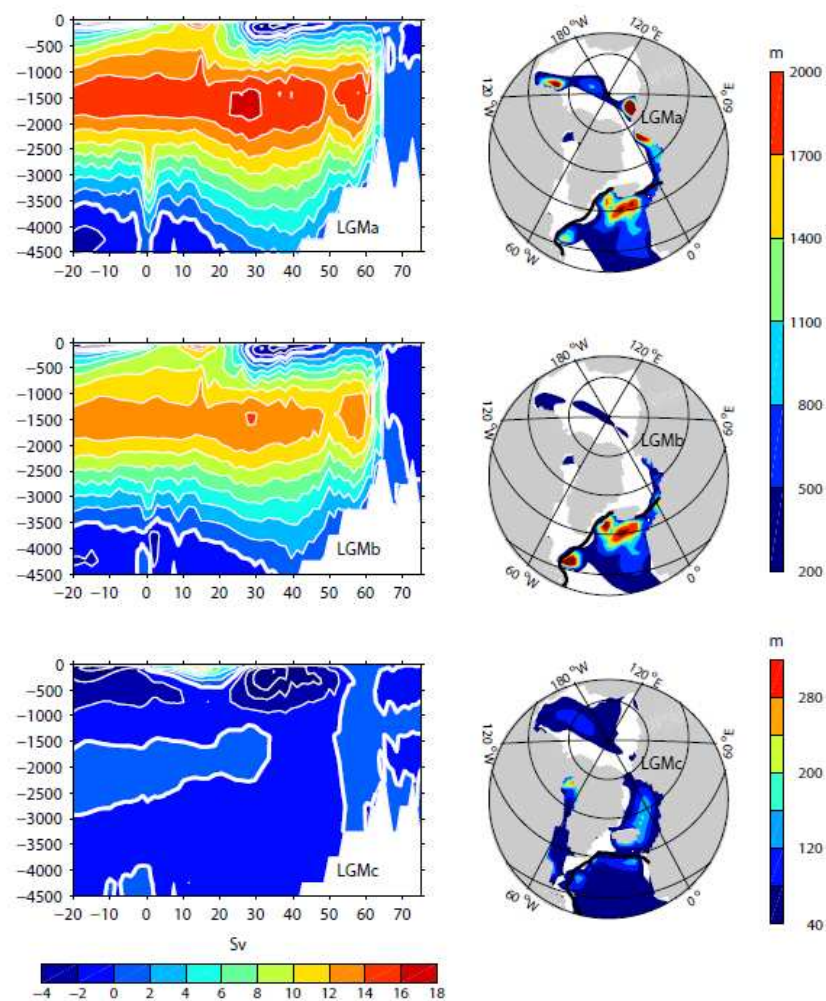 0
−500
−1000
−1500
−2000
−2500
−3000
−3500
−4000
−4500
−20 −10 0 10 20 30 40 50 60 70
LGMa
180 °W
120 °E
120 °W
60 °E
60 °W
0 °
LGMa
m
2000
1700
1400
1100
800
500
200
0
−500
−1000
−1500
−2000
−2500
−3000
−3500
−4000
−4500
−20 −10 0 10 20 30 40 50 60 70
LGMb
180 °W
120 °E
120 °W
60 °E
60 °W
0 °
LGMb
0
−500
−1000
−1500
−2000
−2500
−3000
−3500
−4000
−4500
−20 −10 0 10 20 30 40 50 60 70
LGMc
180 °W
120 °E
120 °W
60 °E
60 °W
0 °
LGMc
m
280
200
120
40
Sv
−4 −2 0 2 4 6 8 10 12 14 16 18